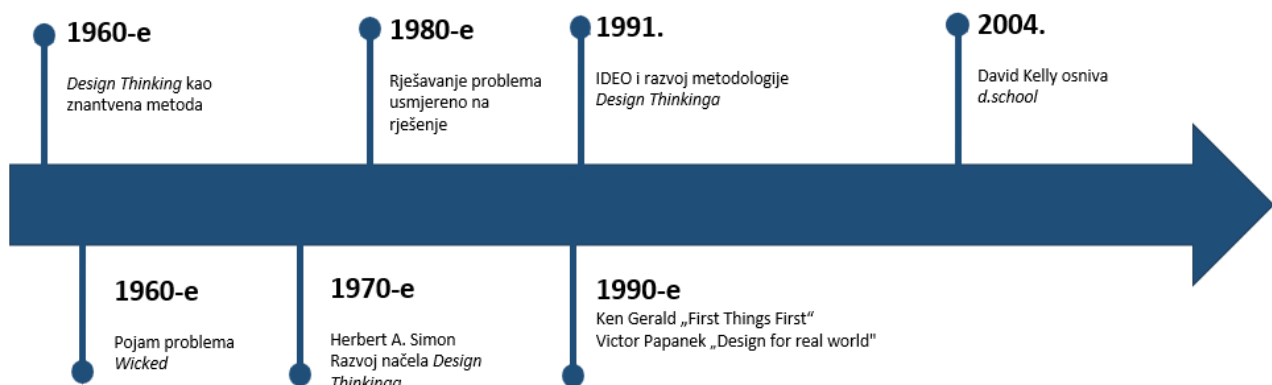 1960-e
Design Thinking kao
znantvena metoda
1980-e
Rješavanje problema
usmjereno na
rješenje
1991.
IDEO i razvoj metodologije
Design Thinkinga
2004.
David Kelly osniva
d.school
1960-e
Pojam problema
Wicked
1970-e
Herbert A. Simon
Razvoj načela Design
Thinkinga
1990-e
Ken Gerald „First Things First“
Victor Papanek „Design for real world"